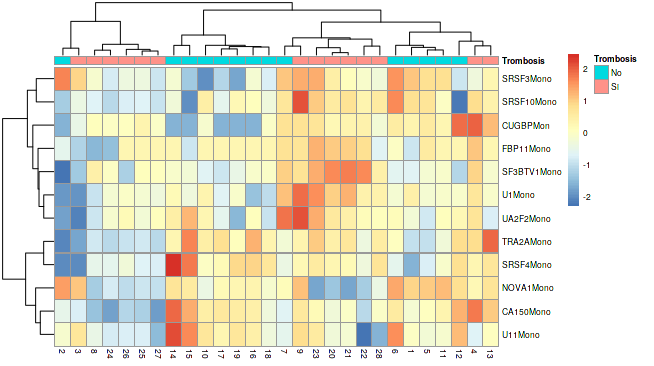 Trombosis
Trombosis
No
SI
SRSF3Mono
SRSF10Mono
CUGBPMon
FBP11Mono
SF3BTV1Mono
U1Mono
UA2F2Mono
TRA2AMono
SRSF4Mono
NOVA1Mono
CA150Mono
U11Mono
2
1
0
-1
-2
2 3 8 24 26 25 27 14 15 10 17 19 16 18 7 9 23 20 21 22 28 6 1 5 11 12 4 13